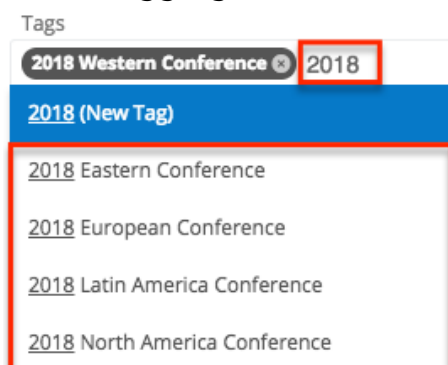 Tags
2018 Western Conference 2018
2018 (New Tag)
2018 Eastern Conference
2018 European Conference
2018 Latin America Conference
2018 North America Conference